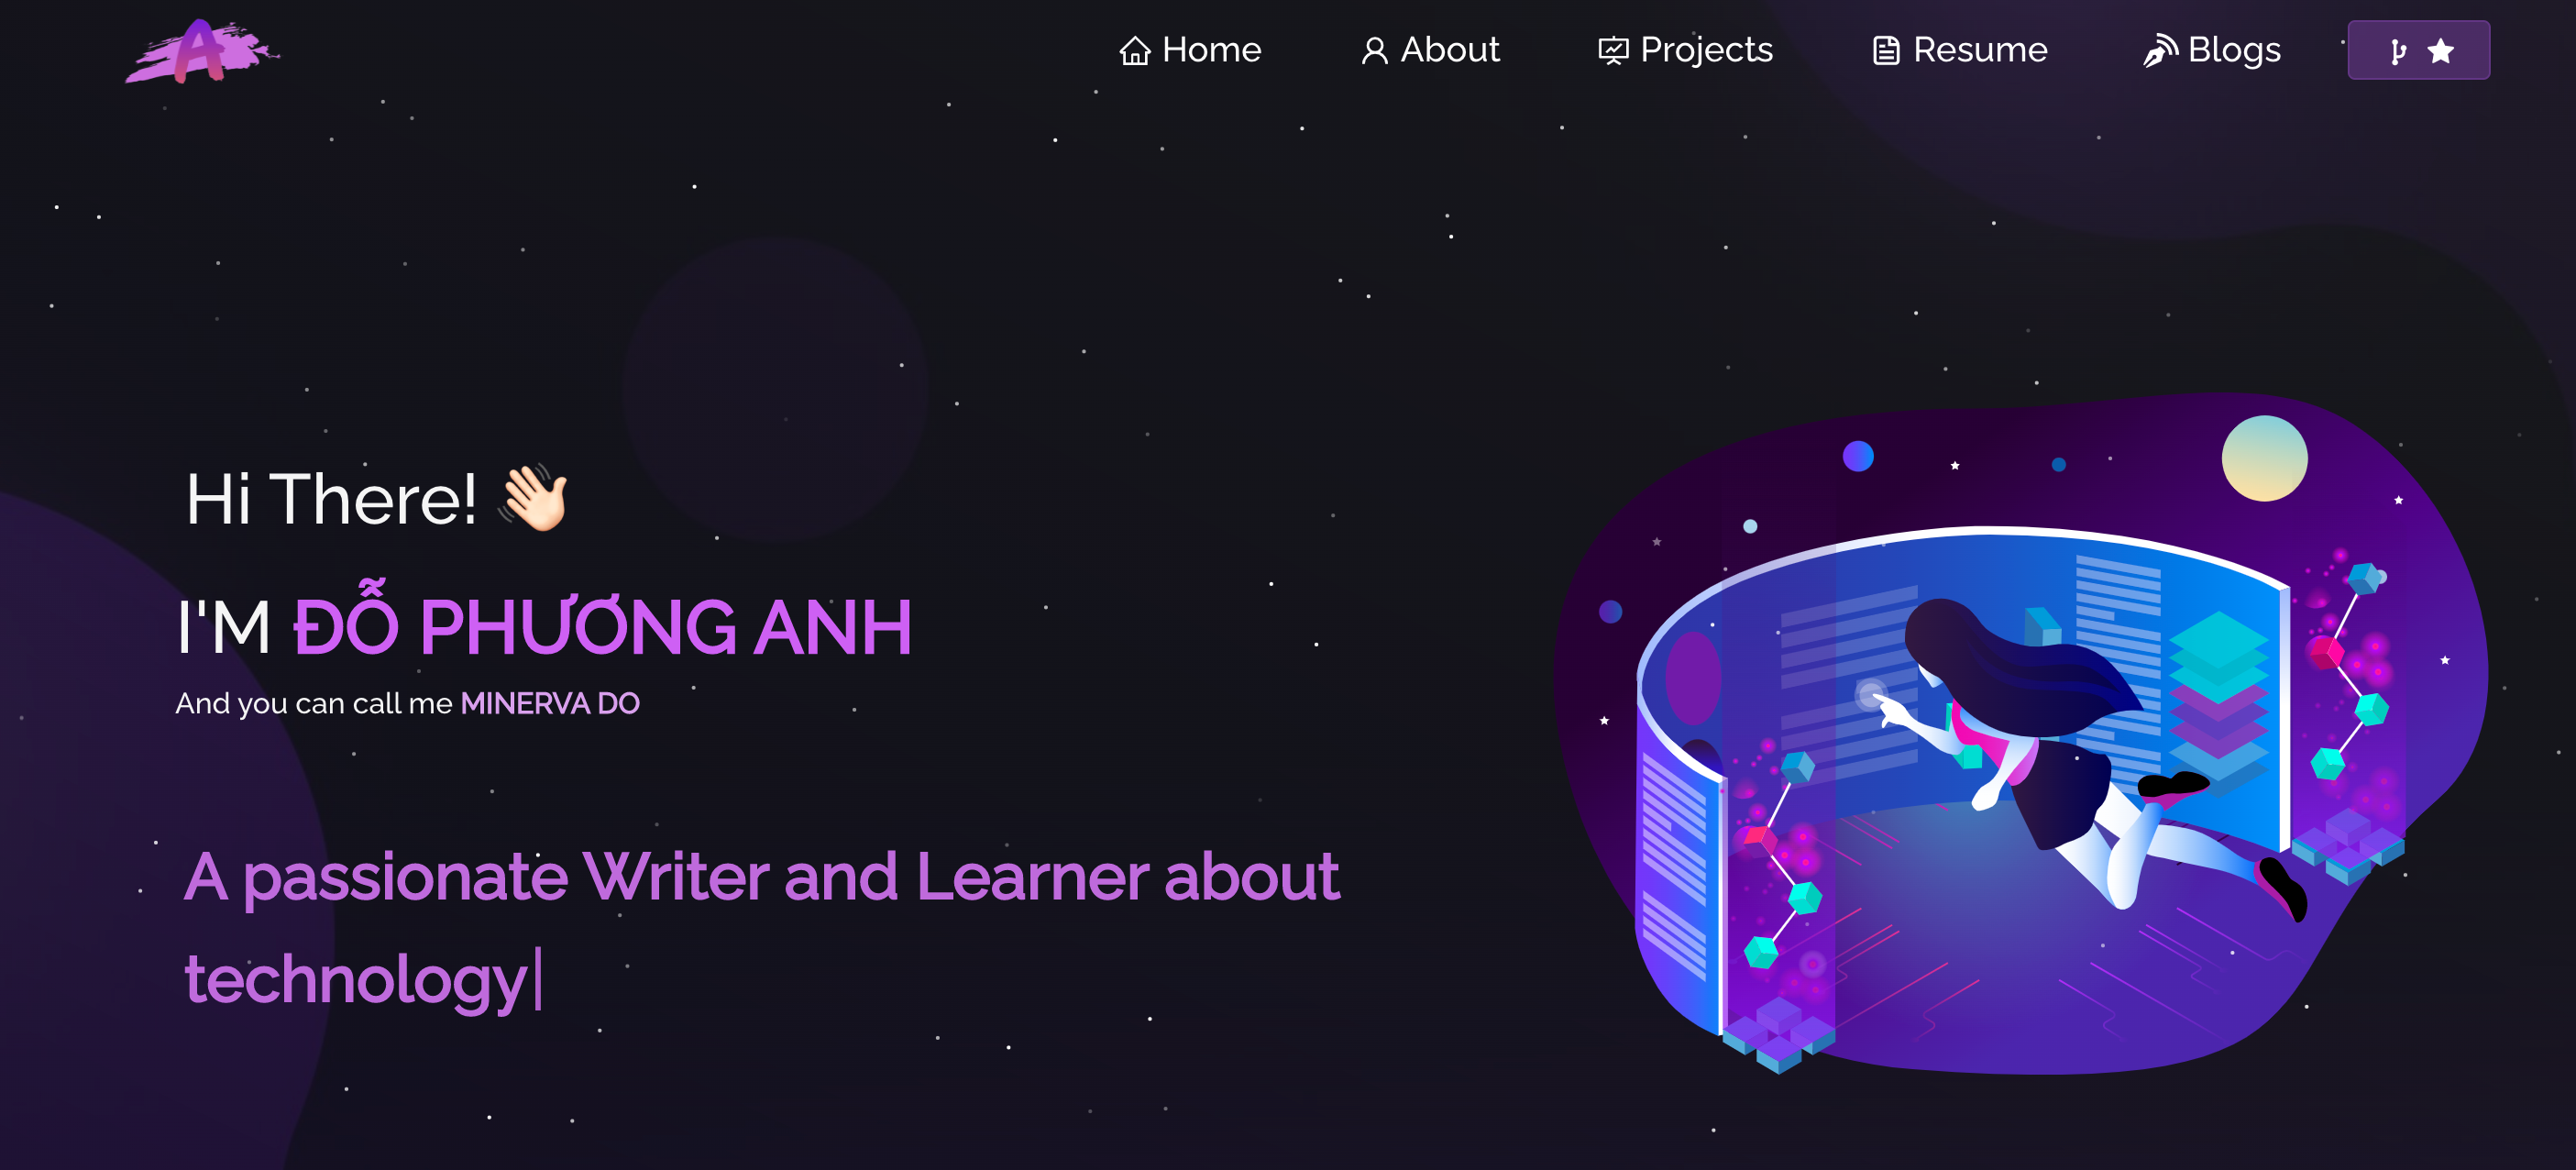 A
Home
About
Projects
Resume
Blogs
Hi There! 👋🏻
I'M ĐỖ PHƯƠNG ANH
And you can call me MINERVA DO
A passionate Writer and Learner about
technology